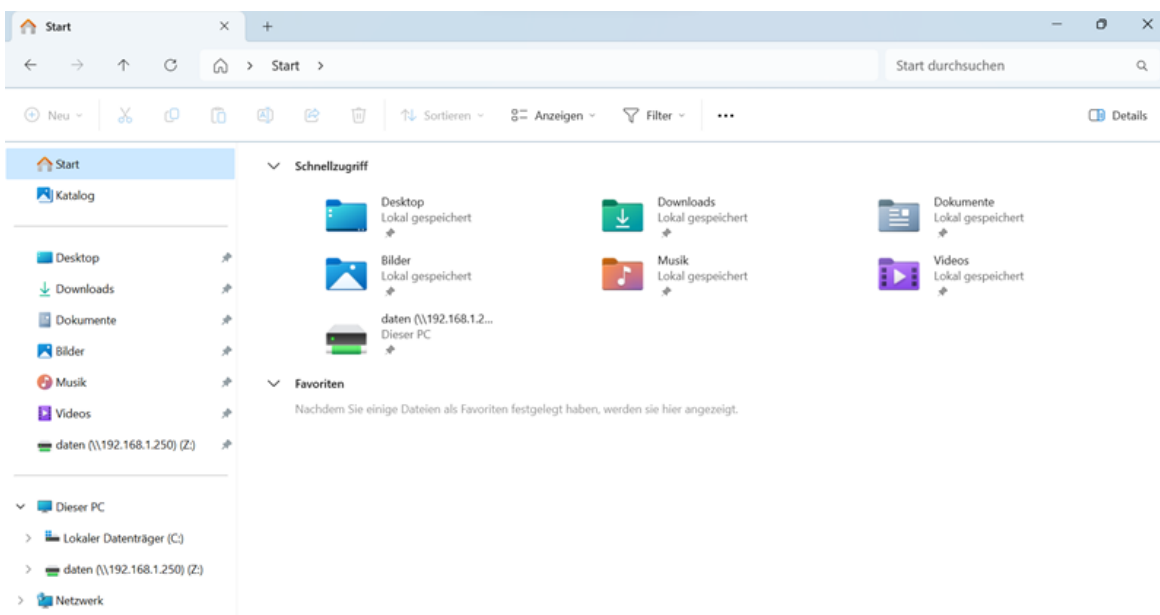 Start
Start
Start durchsuchen
Neu
Sortieren
Anzeigen
Filter
Details
Start
Katalog
Desktop
Downloads
Dokumente
Bilder
Musik
Videos
daten (\\192.168.1.250) (Z:)
Dieser PC
Lokaler Datenträger (C:)
daten (\\192.168.1.250) (Z:)
Netzwerk
Schnellzugriff
Desktop
Lokal gespeichert
Downloads
Lokal gespeichert
Dokumente
Lokal gespeichert
Bilder
Lokal gespeichert
Musik
Lokal gespeichert
Videos
Lokal gespeichert
daten (\\192.168.1.2...
Dieser PC
Favoriten
Nachdem Sie einige Dateien als Favoriten festgelegt haben, werden sie hier angezeigt.